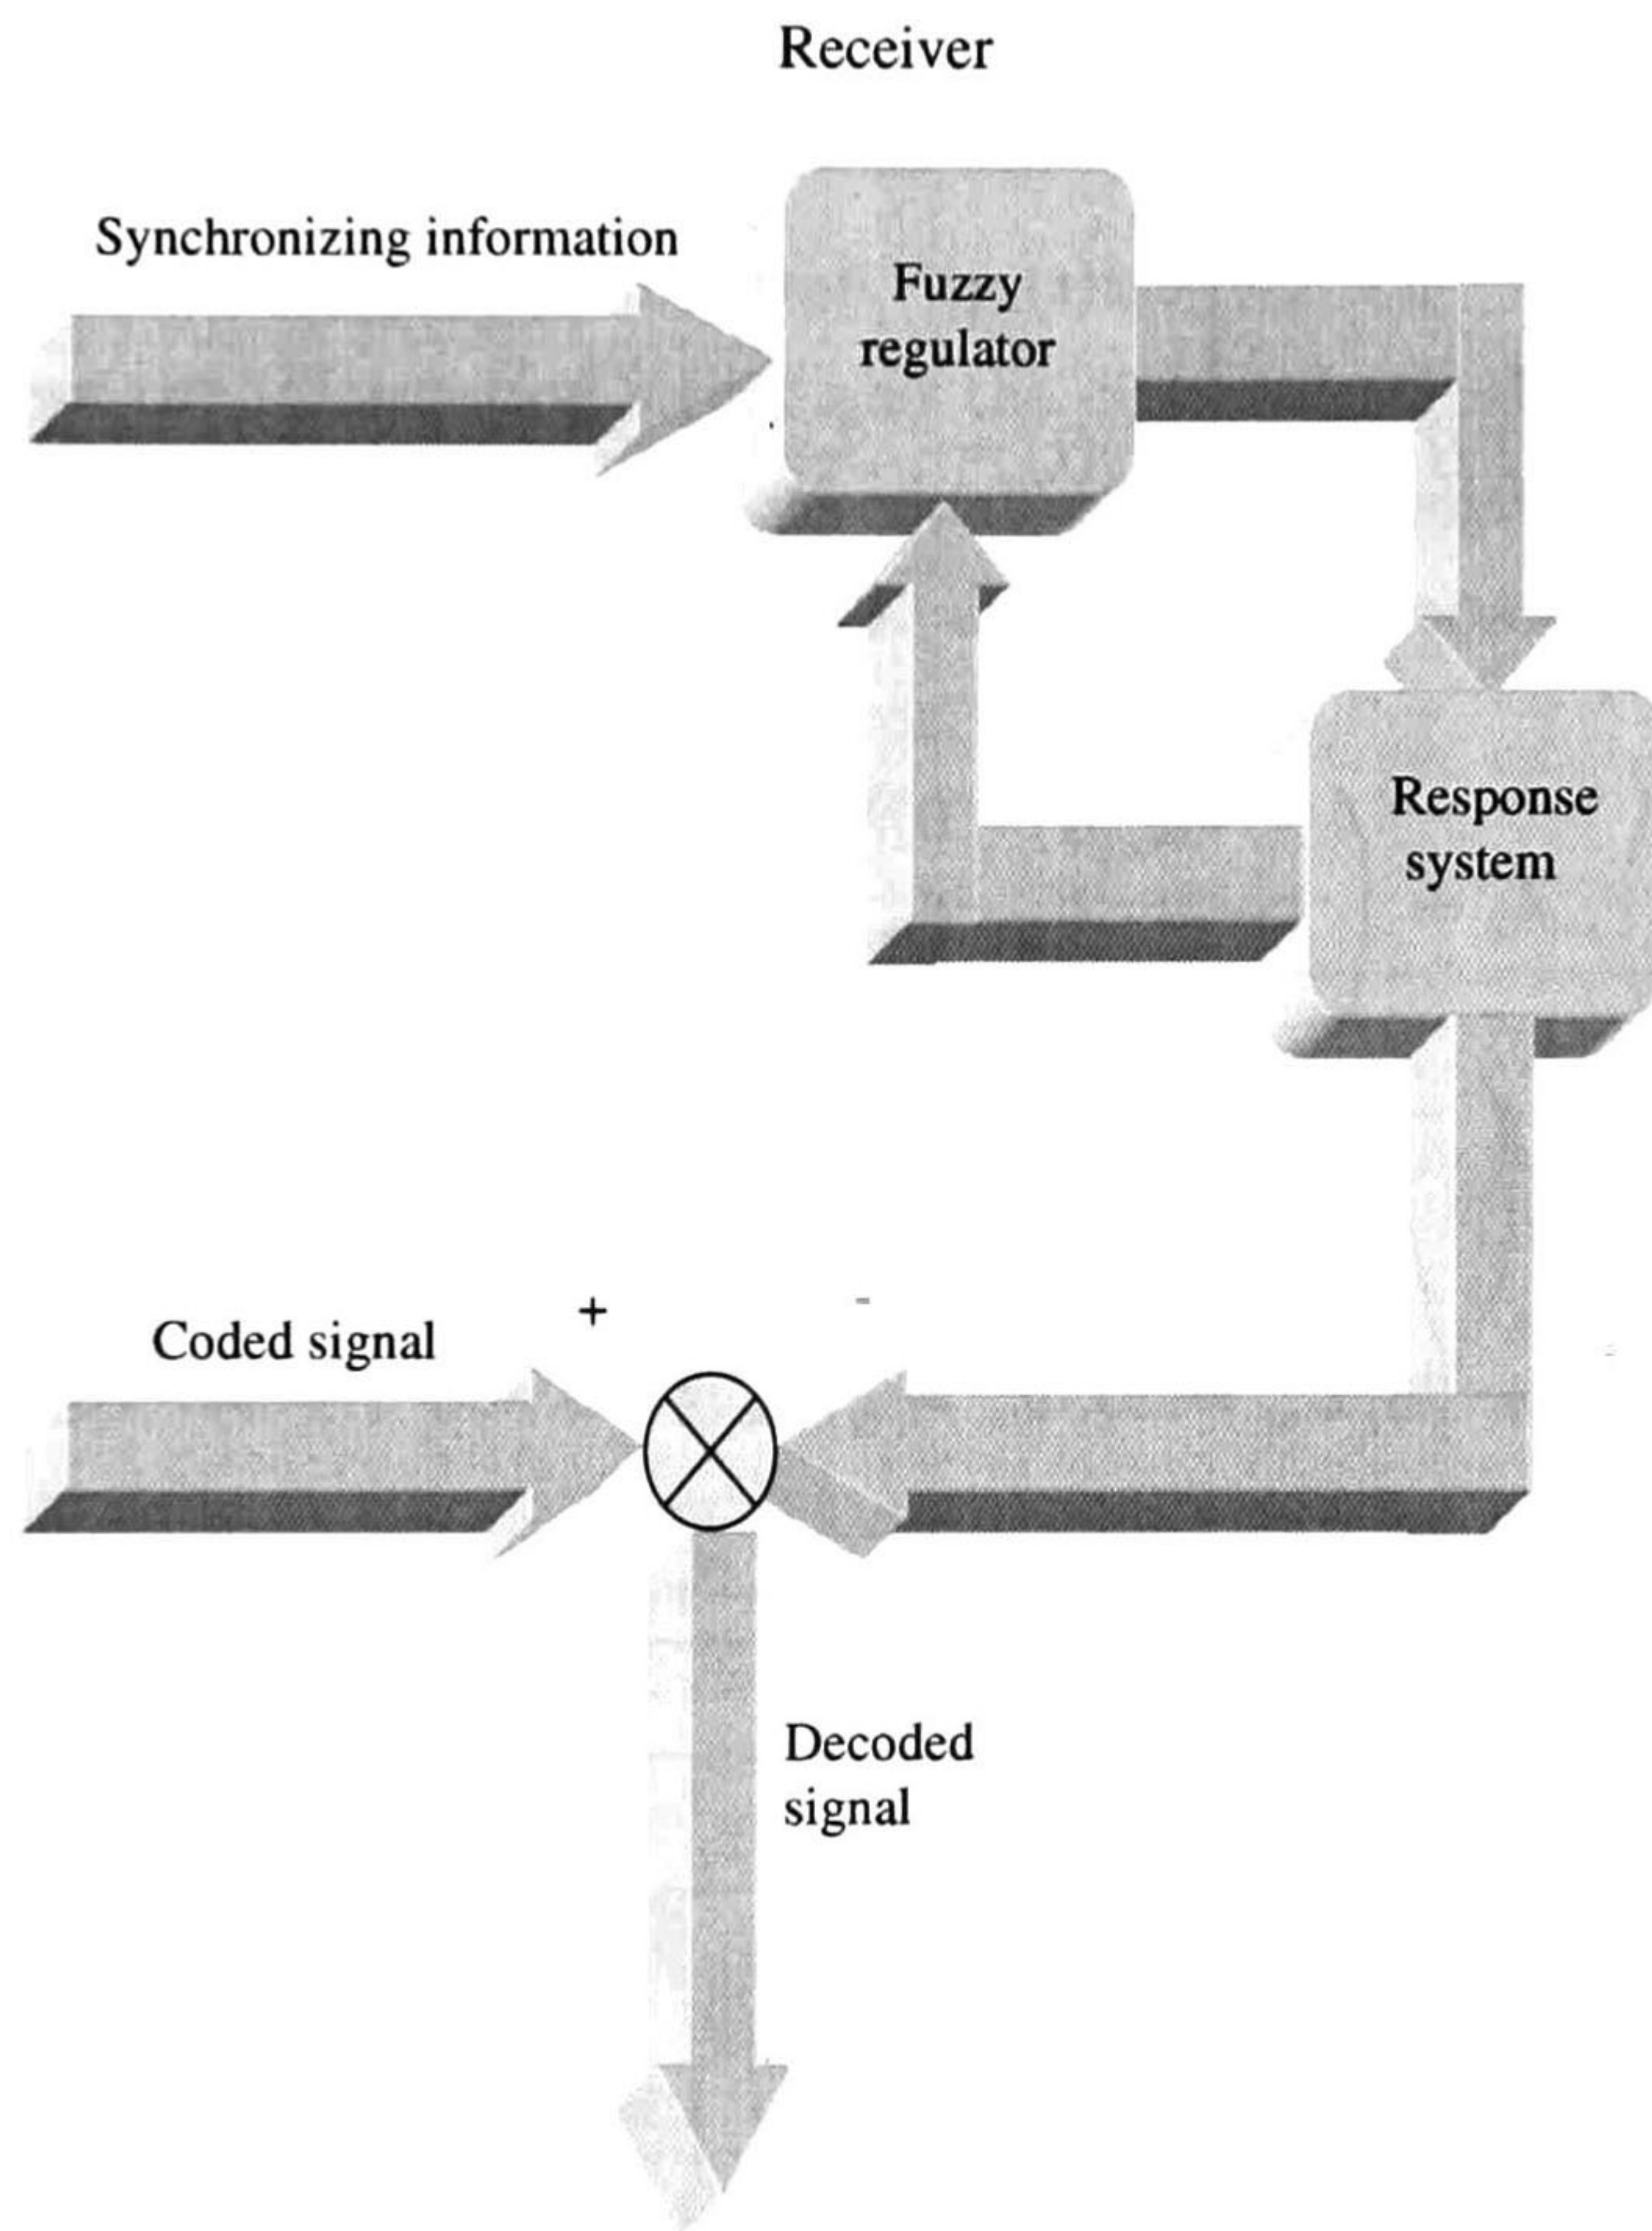 Receiver
Synchronizing information
Fuzzy
regulator
Response
system
+
-
Coded signal
Decoded
signal